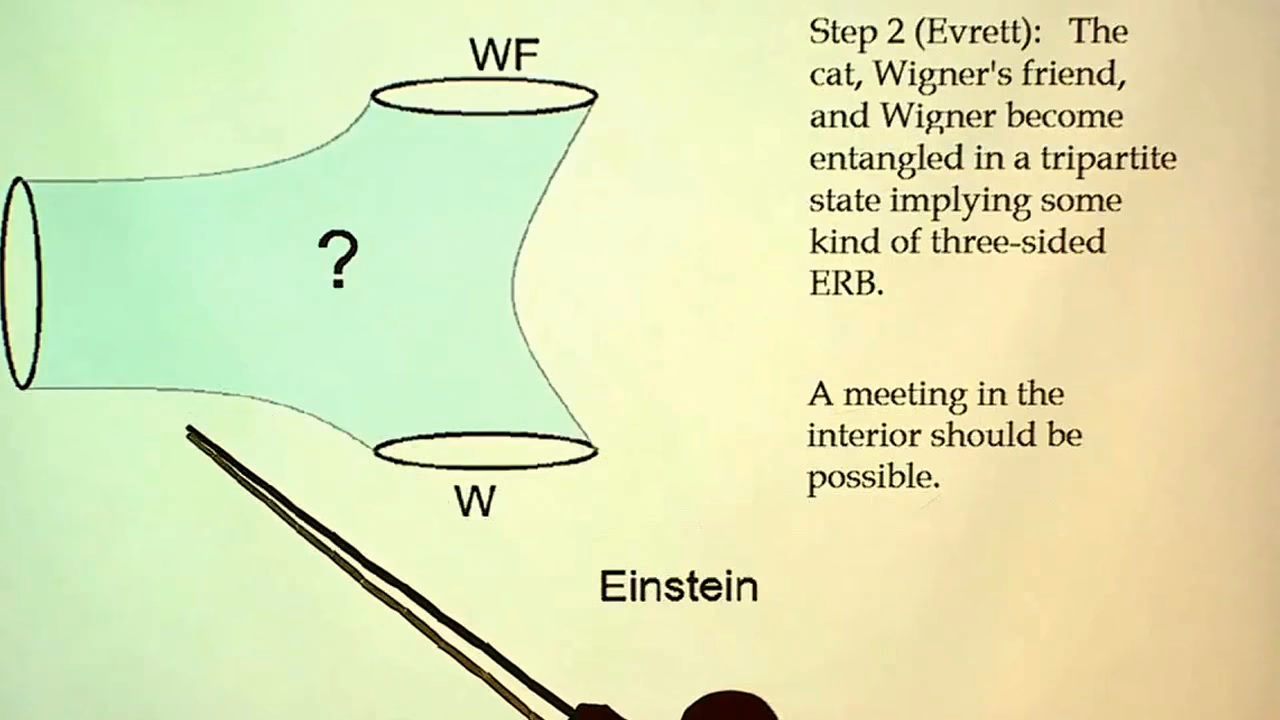 WF
?
W
Einstein
Step 2 (Evrett): The
cat, Wigner's friend,
and Wigner become
entangled in a tripartite
state implying some
kind of three-sided
ERB.
A meeting in the
interior should be
possible.